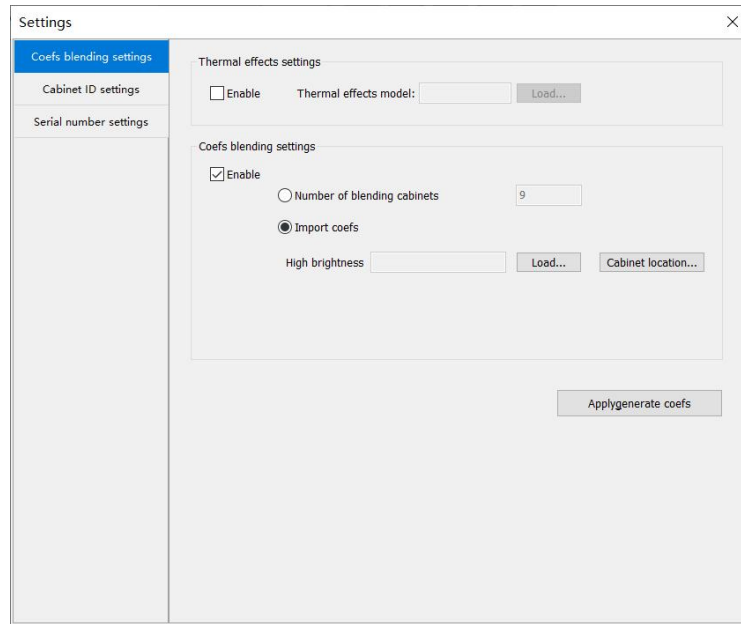 Settings
Coefs blending settings
Cabinet ID settings
Serial number settings
Thermal effects settings
Enable Thermal effects model: Load...
Coefs blending settings
Enable
Number of blending cabinets 9
Import coefs
High brightness Load... Cabinet location...
Applygenerate coefs